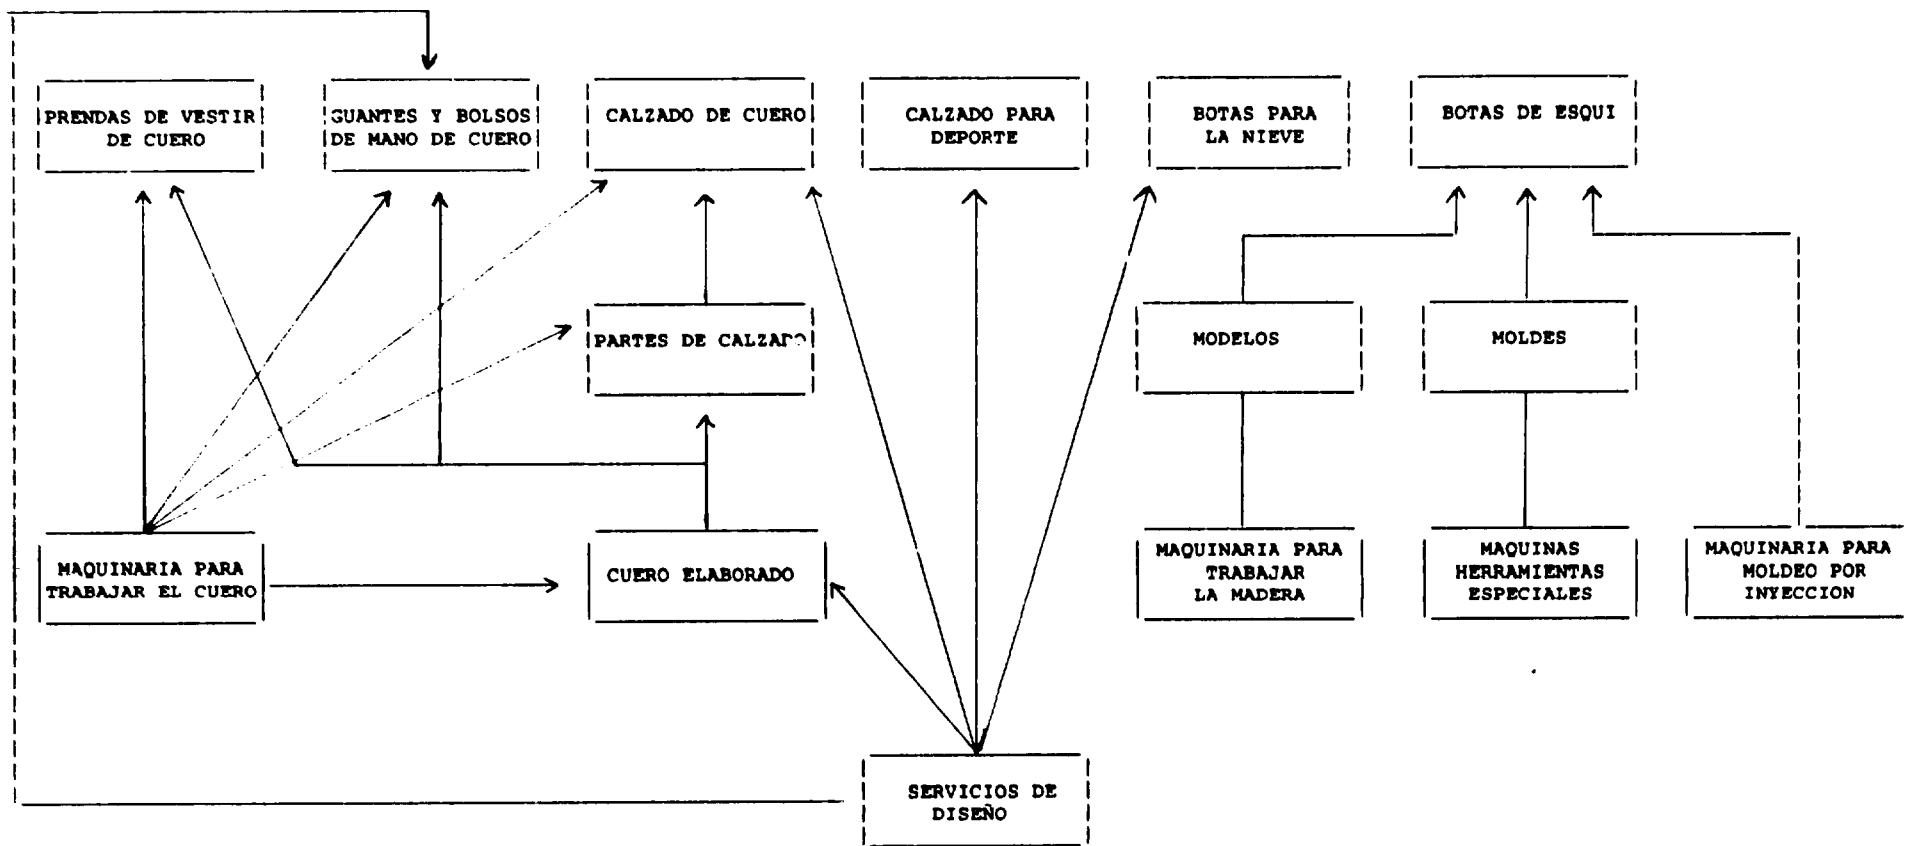 PRENDAS DE VESTIR
DE CUERO
GUANTES Y BOLSOS
DE MANO DE CUERO
CALZADO DE CUERO
CALZADO PARA
DEPORTE
BOTAS PARA
LA NIEVE
BOTAS DE ESQUI
PARTES DE CALZADO
MODELOS
MOLDES
MAQUINARIA PARA
TRABAJAR EL CUERO
CUERO ELABORADO
MAQUINARIA PARA
TRABAJAR
LA MADERA
MAQUINAS
HERRAMIENTAS
ESPECIALES
MAQUINARIA PARA
MOLDEO POR
INYECCION
SERVICIOS DE
DISEÑO